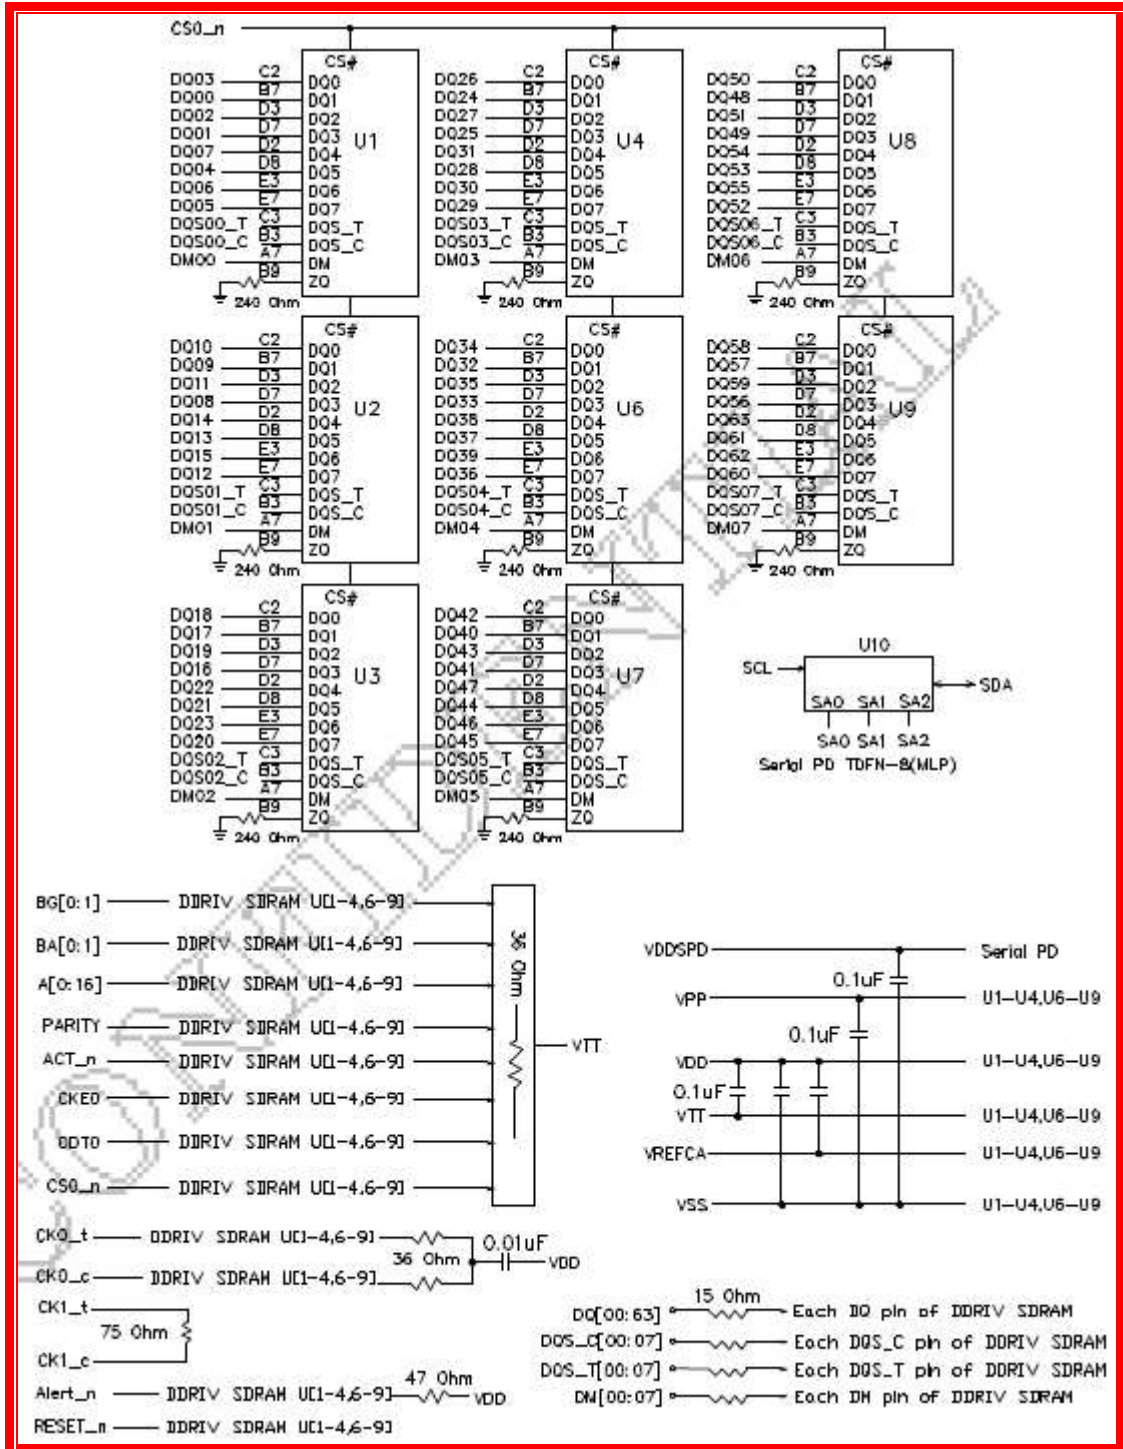 CS0_n
CS#
DQ03 C2 DQ0
DQ00 B7 DQ1
DQ02 D3 DQ2
DQ01 D7 DQ3
DQ07 D2 DQ4
DQ04 D8 DQ5
DQ06 E3 DQ6
DQ05 E7 DQ7
DQS00_T C3 DQS_T
DQS00_C B3 DQS_C
DM00 A7 DM
B9 ZQ
240 Ohm
U1
CS#
DQ26 C2 DQ0
DQ24 B7 DQ1
DQ27 D3 DQ2
DQ25 D7 DQ3
DQ31 D2 DQ4
DQ28 D8 DQ5
DQ30 E3 DQ6
DQ29 E7 DQ7
DQS03_T C3 DQS_T
DQS03_C B3 DQS_C
DM03 A7 DM
B9 ZQ
240 Ohm
U4
CS#
DQ50 C2 DQ0
DQ48 B7 DQ1
DQ51 D3 DQ2
DQ49 D7 DQ3
DQ54 D2 DQ4
DQ53 D8 DQ5
DQ55 E3 DQ6
DQ52 E7 DQ7
DQS06_T C3 DQS_T
DQS06_C B3 DQS_C
DM06 A7 DM
B9 ZQ
240 Ohm
U8
CS#
DQ10 C2 DQ0
DQ09 B7 DQ1
DQ11 D3 DQ2
DQ08 D7 DQ3
DQ14 D2 DQ4
DQ13 D8 DQ5
DQ15 E3 DQ6
DQ12 E7 DQ7
DQS01_T C3 DQS_T
DQS01_C B3 DQS_C
DM01 A7 DM
B9 ZQ
240 Ohm
U2
CS#
DQ34 C2 DQ0
DQ32 B7 DQ1
DQ35 D3 DQ2
DQ33 D7 DQ3
DQ38 D2 DQ4
DQ37 D8 DQ5
DQ39 E3 DQ6
DQ36 E7 DQ7
DQS04_T C3 DQS_T
DQS04_C B3 DQS_C
DM04 A7 DM
B9 ZQ
240 Ohm
U6
CS#
DQ58 C2 DQ0
DQ57 B7 DQ1
DQ59 D3 DQ2
DQ56 D7 DQ3
DQ63 D2 DQ4
DQ61 D8 DQ5
DQ62 E3 DQ6
DQ60 E7 DQ7
DQS07_T C3 DQS_T
DQS07_C B3 DQS_C
DM07 A7 DM
B9 ZQ
240 Ohm
U9
CS#
DQ18 C2 DQ0
DQ17 B7 DQ1
DQ19 D3 DQ2
DQ16 D7 DQ3
DQ22 D2 DQ4
DQ21 D8 DQ5
DQ23 E3 DQ6
DQ20 E7 DQ7
DQS02_T C3 DQS_T
DQS02_C B3 DQS_C
DM02 A7 DM
B9 ZQ
240 Ohm
U3
CS#
DQ42 C2 DQ0
DQ40 B7 DQ1
DQ43 D3 DQ2
DQ41 D7 DQ3
DQ47 D2 DQ4
DQ44 D8 DQ5
DQ46 E3 DQ6
DQ45 E7 DQ7
DQS05_T C3 DQS_T
DQS05_C B3 DQS_C
DM05 A7 DM
B9 ZQ
240 Ohm
U7
U10
SCL SDA
SA0 SA1 SA2
SA0 SA1 SA2
Serial PD TDFN-8(MLP)
BG[0:1] DDRIV SDRAM U[1-4,6-9]
BA[0:1] DDRIV SDRAM U[1-4,6-9]
A[0:16] DDRIV SDRAM U[1-4,6-9]
PARITY DDRIV SDRAM U[1-4,6-9]
ACT_n DDRIV SDRAM U[1-4,6-9]
CKE0 DDRIV SDRAM U[1-4,6-9]
ODT0 DDRIV SDRAM U[1-4,6-9]
CS0_n DDRIV SDRAM U[1-4,6-9]
36 Ohm
VTT
VDDSPD Serial PD
0.1uF
VPP U1-U4,U6-U9
0.1uF
VDD U1-U4,U6-U9
0.1uF
VTT U1-U4,U6-U9
VREFCA U1-U4,U6-U9
VSS U1-U4,U6-U9
CK0_t DDRIV SDRAM U[1-4,6-9]
36 Ohm 0.01uF VDD
CK0_c DDRIV SDRAM U[1-4,6-9]
CK1_t
75 Ohm
CK1_c
Alert_n DDRIV SDRAM U[1-4,6-9] 47 Ohm VDD
RESET_n DDRIV SDRAM U[1-4,6-9]
15 Ohm
DQ[00:63] Each DQ pin of DDRIV SDRAM
DQS_C[00:07] Each DQS_C pin of DDRIV SDRAM
DQS_T[00:07] Each DQS_T pin of DDRIV SDRAM
DM[00:07] Each DM pin of DDRIV SDRAM
CONFIDENTIAL